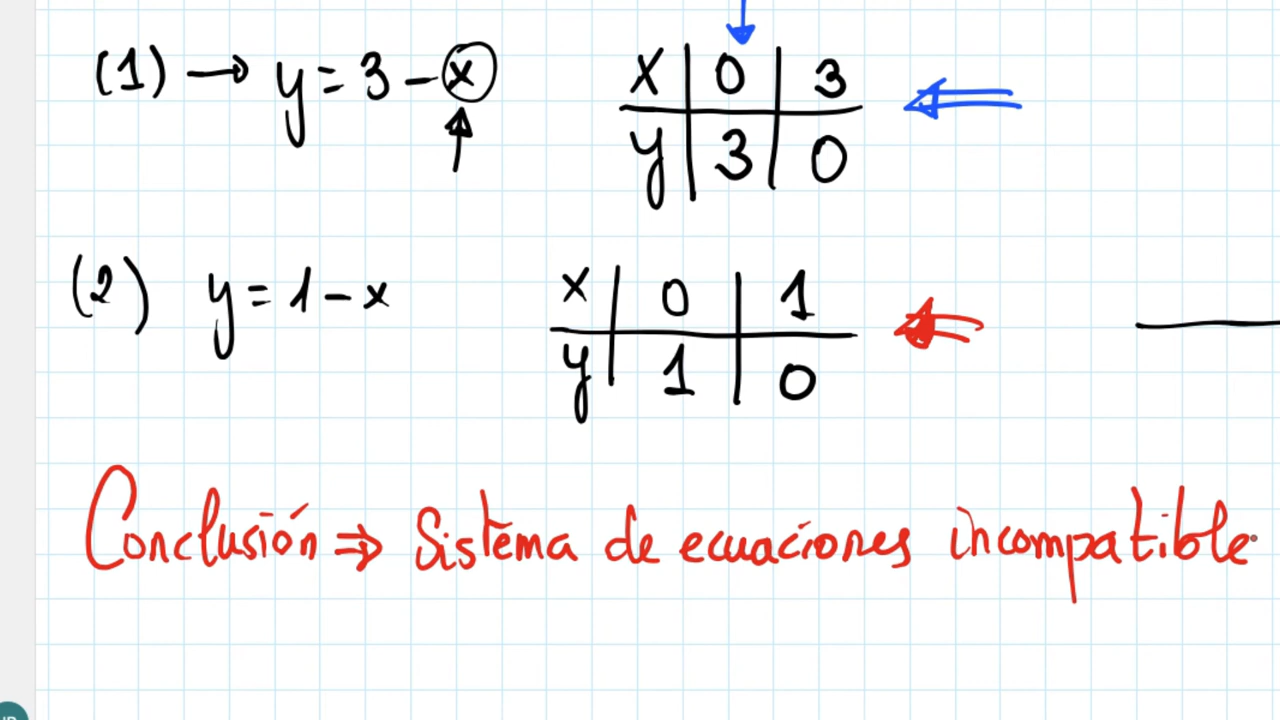 (1) → y = 3 - x
x | 0 | 3
y | 3 | 0
(2) y = 1 - x
x | 0 | 1
y | 1 | 0
Conclusión ⇒ Sistema de ecuaciones incompatible